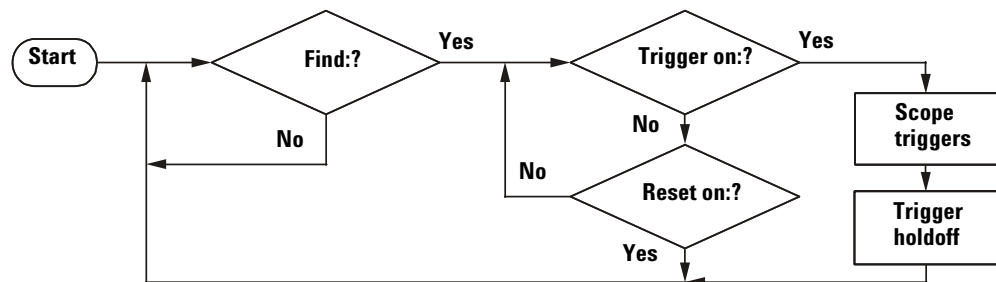 Start
Find:?
Yes
No
Trigger on:?
Yes
No
Scope
triggers
Reset on:?
No
Yes
Trigger
holdoff